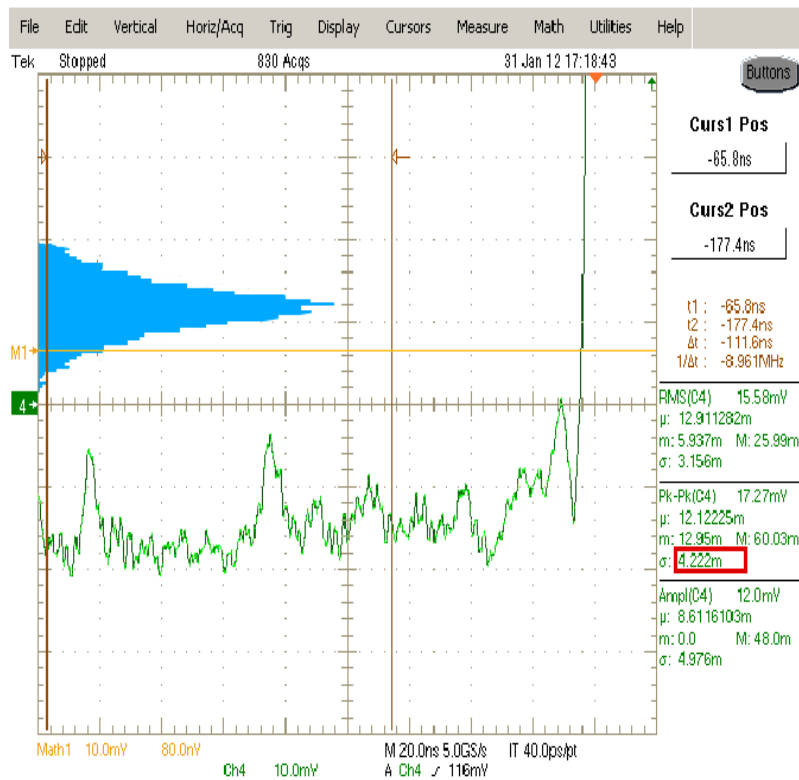 File Edit Vertical Horiz/Acq Trig Display Cursors Measure Math Utilities Help
Tek Stopped 830 Acqs 31 Jan 12 17:18:43
Buttons
Curs1 Pos
-65.8ns
Curs2 Pos
-177.4ns
t1 : -65.8ns
t2 : -177.4ns
Δt : -111.6ns
1/Δt : -8.961MHz
M1
4
RMS(C4) 15.58mV
µ: 12.911282m
m: 5.937m M: 25.99m
σ: 3.156m
Pk-Pk(C4) 17.27mV
µ: 12.12225m
m: 12.95m M: 60.03m
σ: 4.222m
Ampl(C4) 12.0mV
µ: 8.6116103m
m: 0.0 M: 48.0m
σ: 4.976m
Math1 10.0mV 80.0nV M 20.0ns 5.0GS/s IT 40.0ps/pt
Ch4 10.0mV A Ch4 116mV